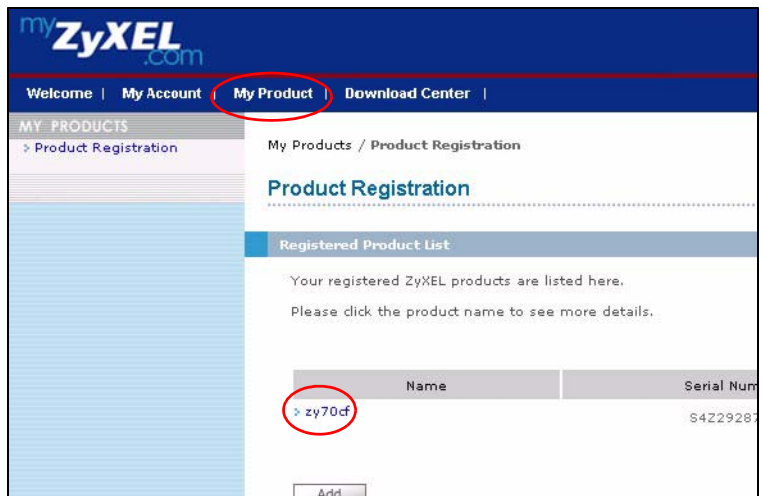 myZyXEL.com
Welcome | My Account | My Product | Download Center |
MY PRODUCTS
Product Registration
My Products / Product Registration
Product Registration
Registered Product List
Your registered ZyXEL products are listed here.
Please click the product name to see more details.
Name Serial Num
zy70cf S4Z29287
Add